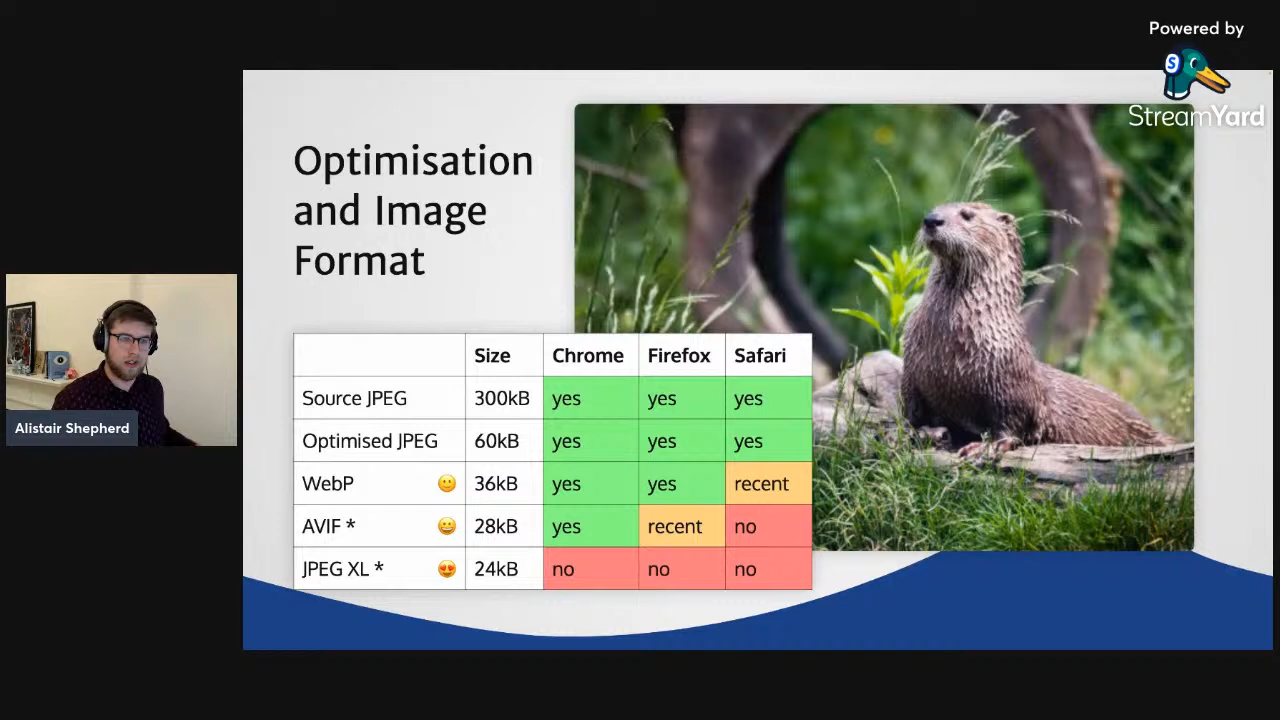 Powered by
S
StreamYard
Optimisation
and Image
Format
Size Chrome Firefox Safari
Source JPEG 300kB yes yes yes
Optimised JPEG 60kB yes yes yes
WebP 🙂 36kB yes yes recent
AVIF * 😀 28kB yes recent no
JPEG XL * 😍 24kB no no no
Alistair Shepherd